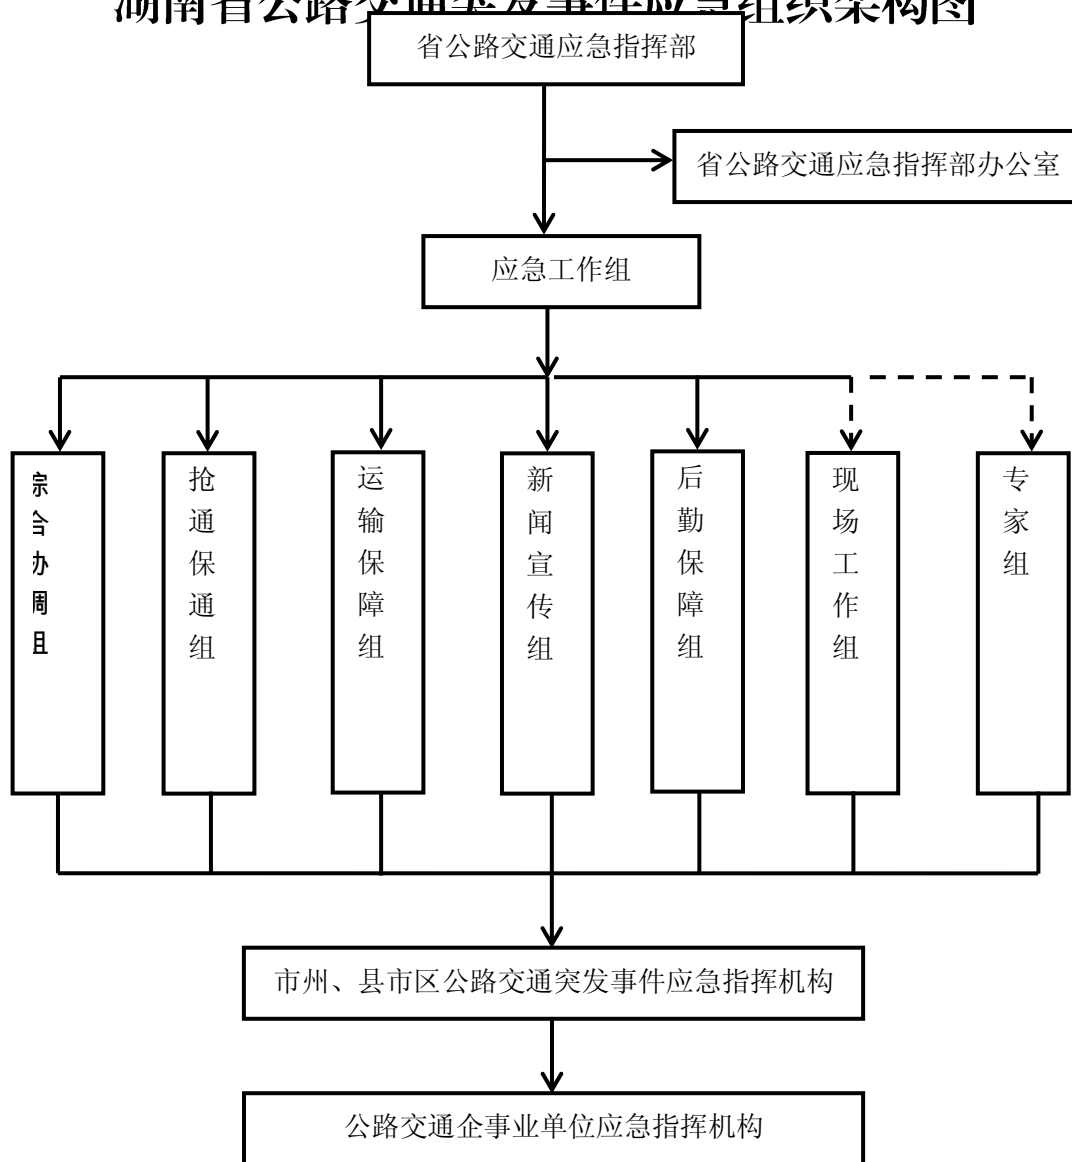 湖南省公路交通突发事件应急组织架构图
省公路交通应急指挥部
省公路交通应急指挥部办公室
应急工作组
综合协调组
抢通保通组
运输保障组
新闻宣传组
后勤保障组
现场工作组
专家组
市州、县市区公路交通突发事件应急指挥机构
公路交通企事业单位应急指挥机构